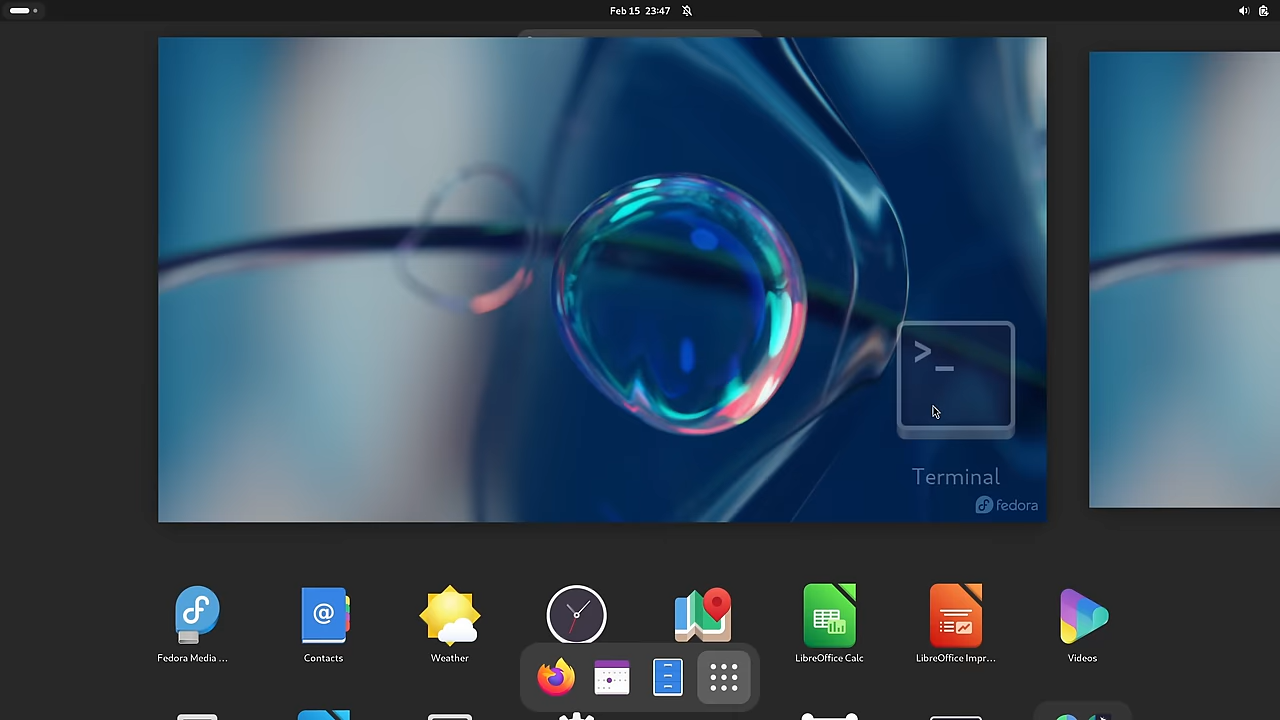 Feb 15 23:47
>_
Terminal
fedora
Fedora Media ...
Contacts
Weather
LibreOffice Calc
LibreOffice Impr...
Videos